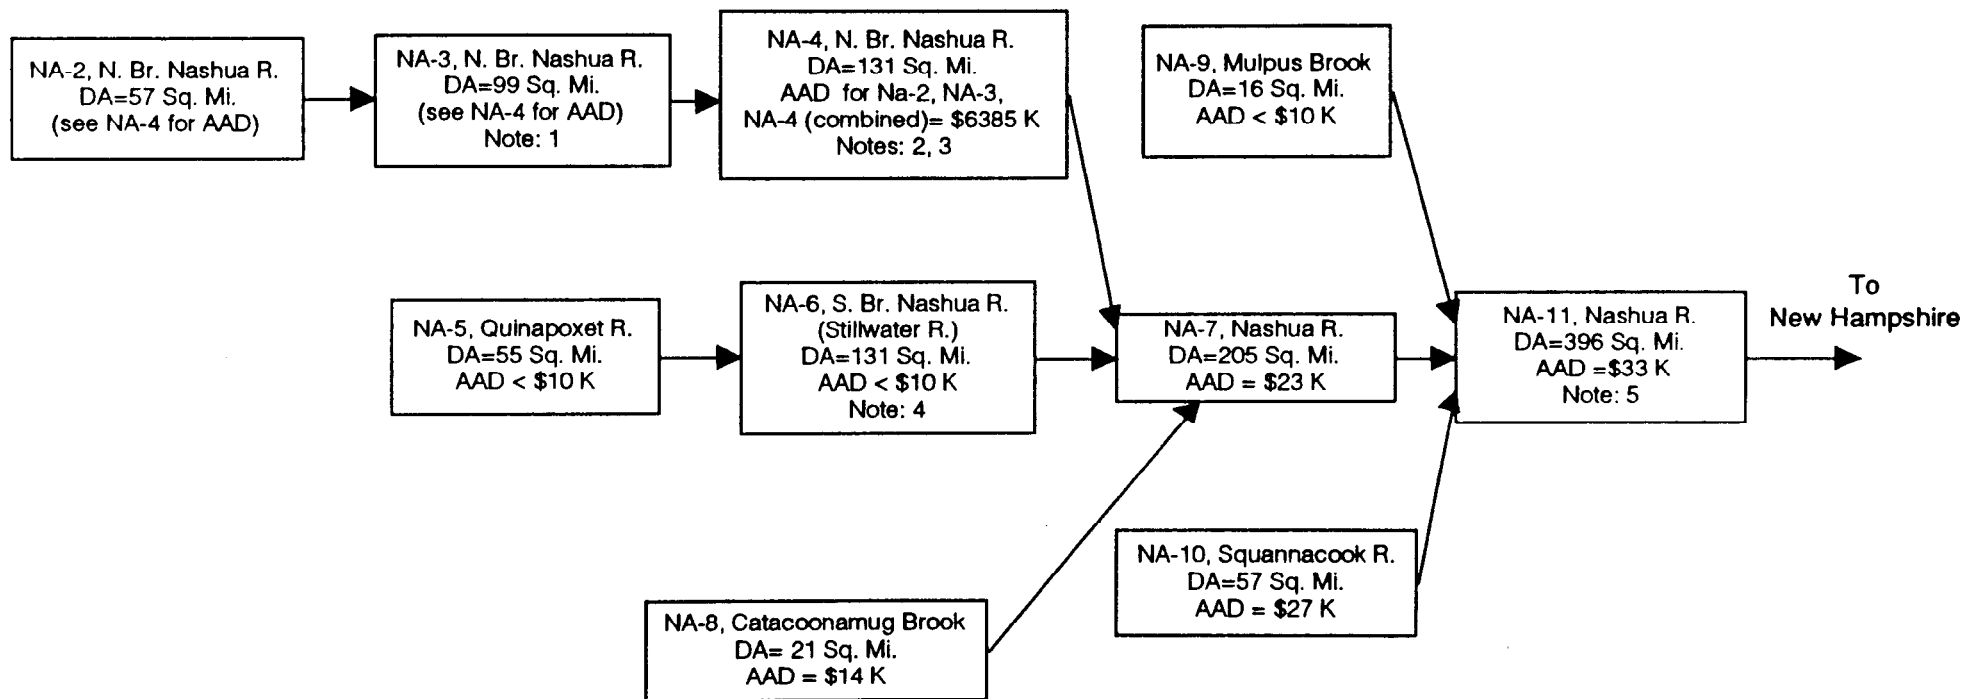 NA-2, N. Br. Nashua R.
DA=57 Sq. Mi.
(see NA-4 for AAD)
NA-3, N. Br. Nashua R.
DA=99 Sq. Mi.
(see NA-4 for AAD)
Note: 1
NA-4, N. Br. Nashua R.
DA=131 Sq. Mi.
AAD for Na-2, NA-3,
NA-4 (combined)= $6385 K
Notes: 2, 3
NA-9, Mulpus Brook
DA=16 Sq. Mi.
AAD < $10 K
NA-5, Quinapoxet R.
DA=55 Sq. Mi.
AAD < $10 K
NA-6, S. Br. Nashua R.
(Stillwater R.)
DA=131 Sq. Mi.
AAD < $10 K
Note: 4
NA-7, Nashua R.
DA=205 Sq. Mi.
AAD = $23 K
NA-11, Nashua R.
DA=396 Sq. Mi.
AAD =$33 K
Note: 5
To
New Hampshire
NA-8, Catacoonamug Brook
DA= 21 Sq. Mi.
AAD = $14 K
NA-10, Squannacook R.
DA=57 Sq. Mi.
AAD = $27 K